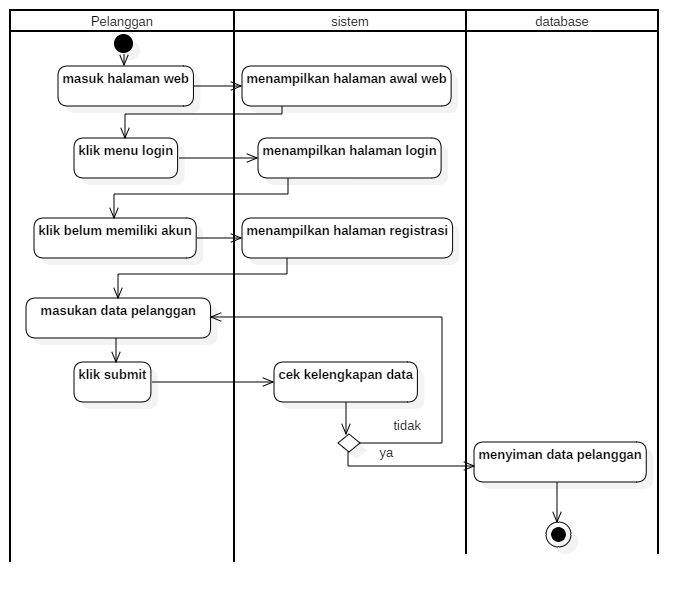 Pelanggan
sistem
database
masuk halaman web
menampilkan halaman awal web
klik menu login
menampilkan halaman login
klik belum memiliki akun
menampilkan halaman registrasi
masukan data pelanggan
klik submit
cek kelengkapan data
tidak
ya
menyiman data pelanggan